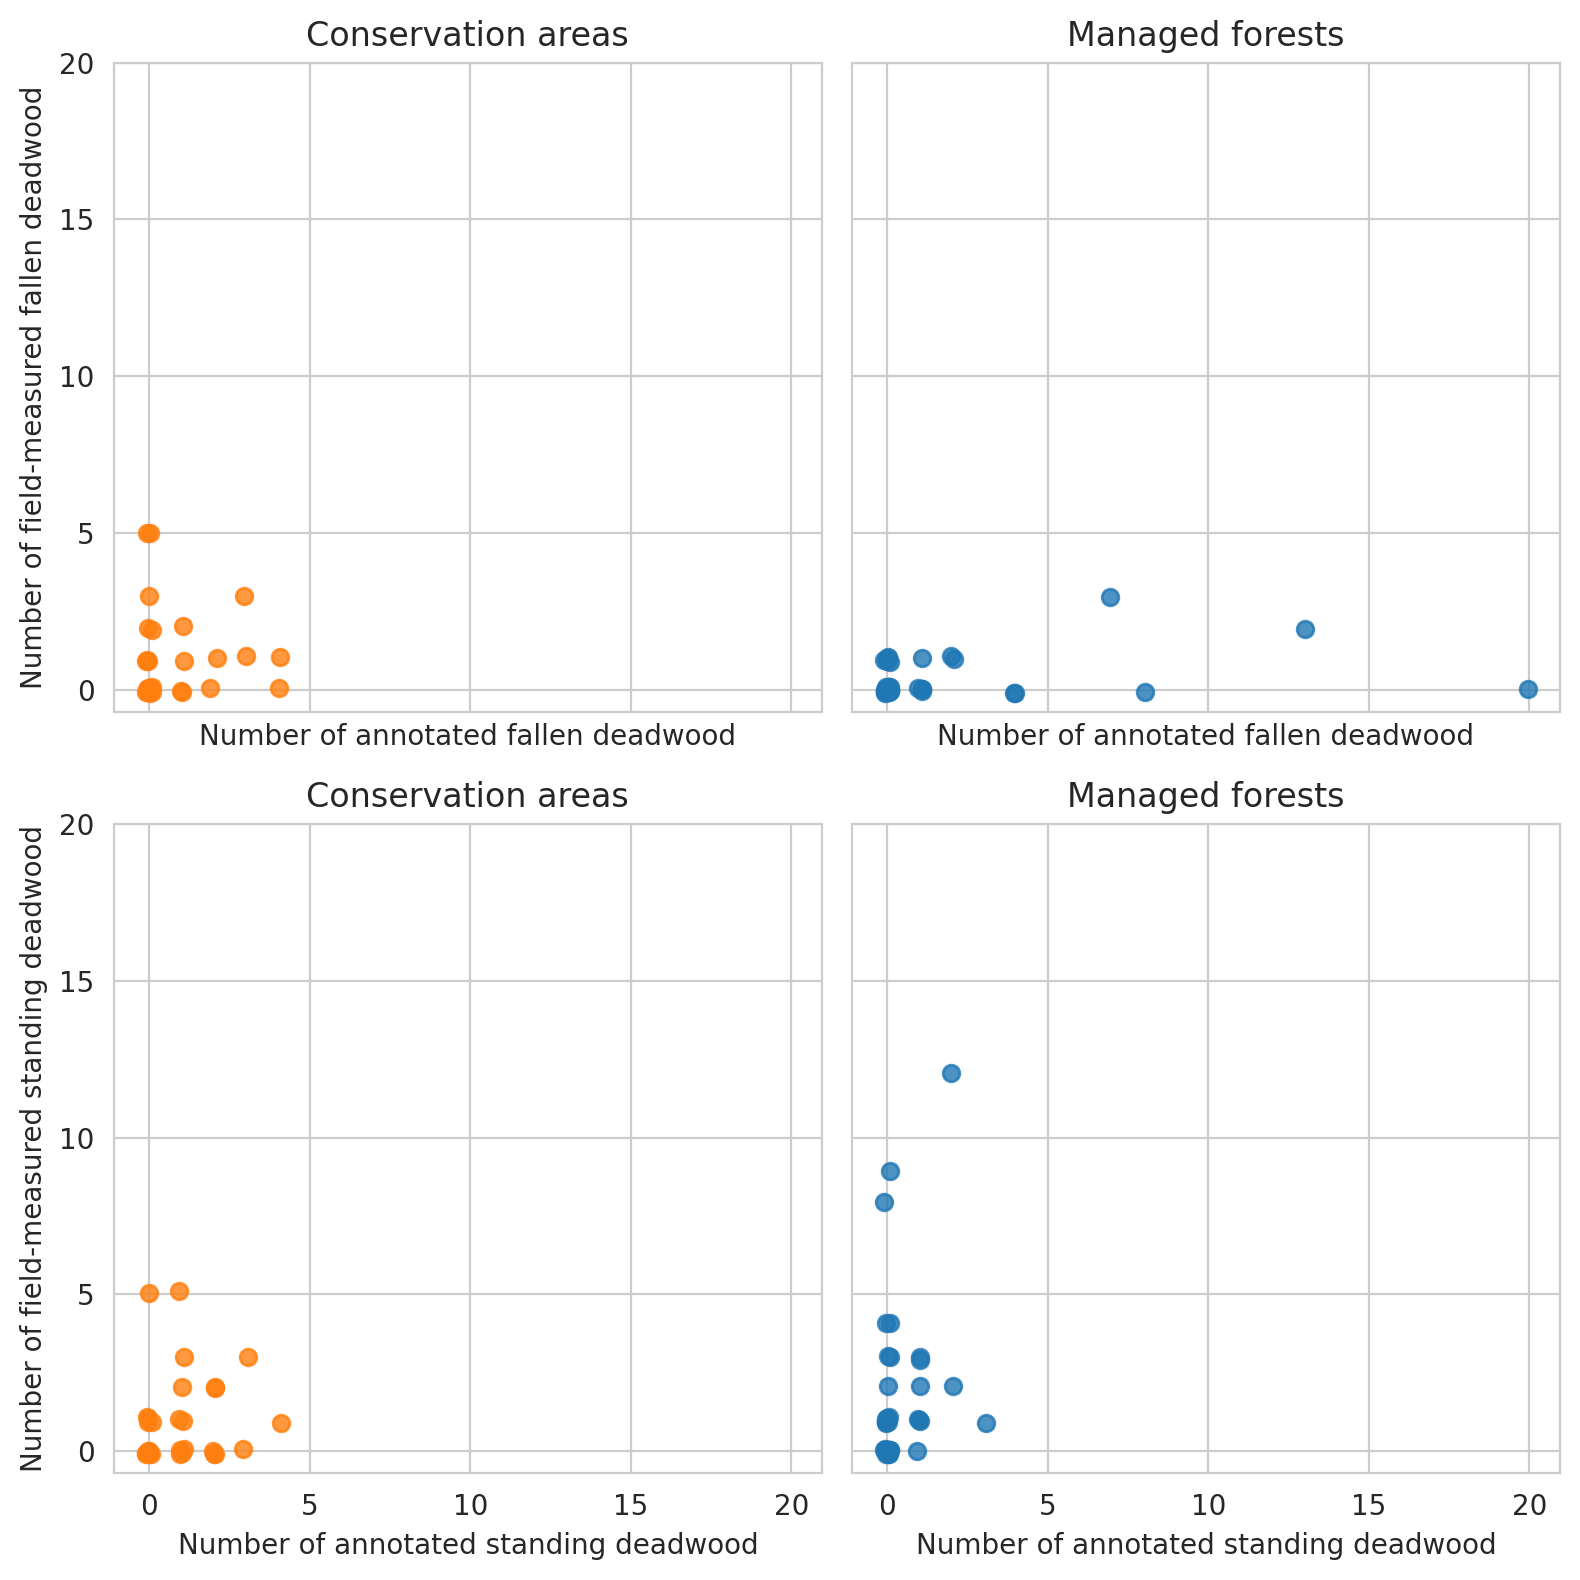 Conservation areas
Managed forests
Number of field-measured fallen deadwood
20
15
10
5
0
Number of annotated fallen deadwood
Number of annotated fallen deadwood
Conservation areas
Managed forests
Number of field-measured standing deadwood
20
15
10
5
0
0 5 10 15 20
0 5 10 15 20
Number of annotated standing deadwood
Number of annotated standing deadwood